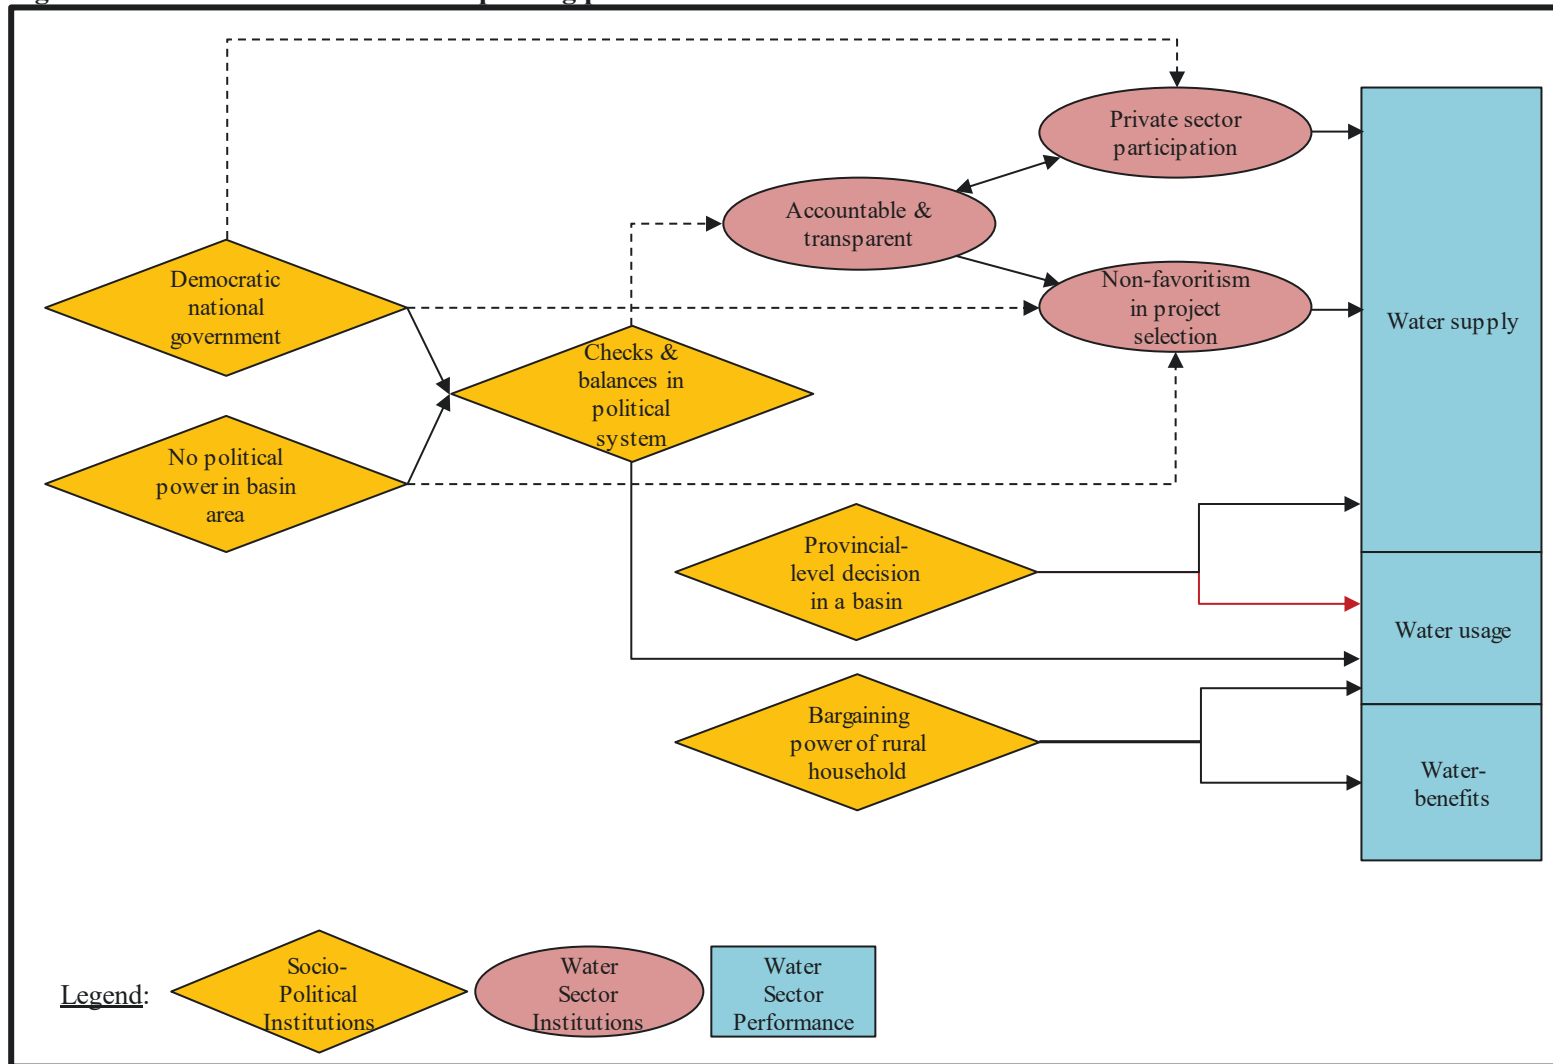 Private sector
participation
Accountable &
transparent
Democratic
national
government
Non-favoritism
in project
selection
Water supply
Checks &
balances in
political
system
No political
power in basin
area
Provincial-
level decision
in a basin
Water usage
Bargaining
power of rural
household
Water-
benefits
Legend:
Socio-
Political
Institutions
Water
Sector
Institutions
Water
Sector
Performance